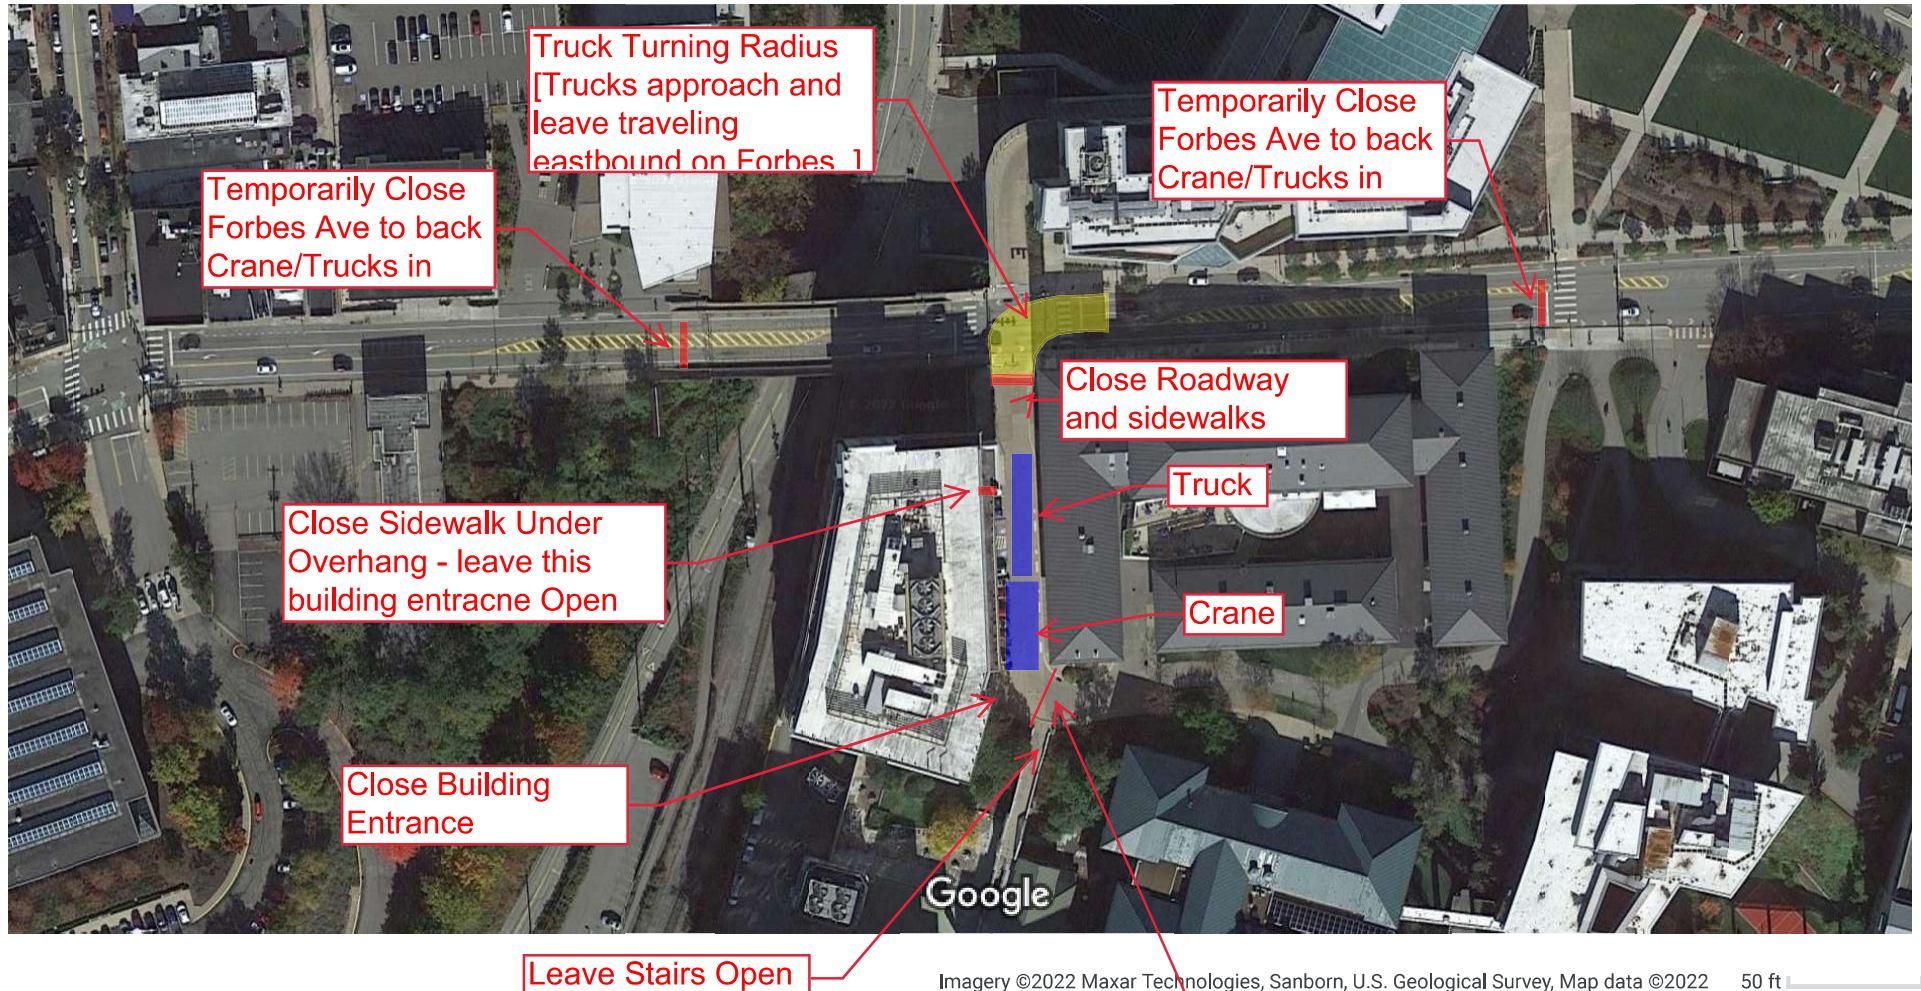 Truck Turning Radius
[Trucks approach and
leave traveling
eastbound on Forbes ]
Temporarily Close
Forbes Ave to back
Crane/Trucks in
Temporarily Close
Forbes Ave to back
Crane/Trucks in
Close Roadway
and sidewalks
Truck
Close Sidewalk Under
Overhang - leave this
building entracne Open
Crane
Close Building
Entrance
Google
Leave Stairs Open
Imagery ©2022 Maxar Technologies, Sanborn, U.S. Geological Survey, Map data ©2022
50 ft